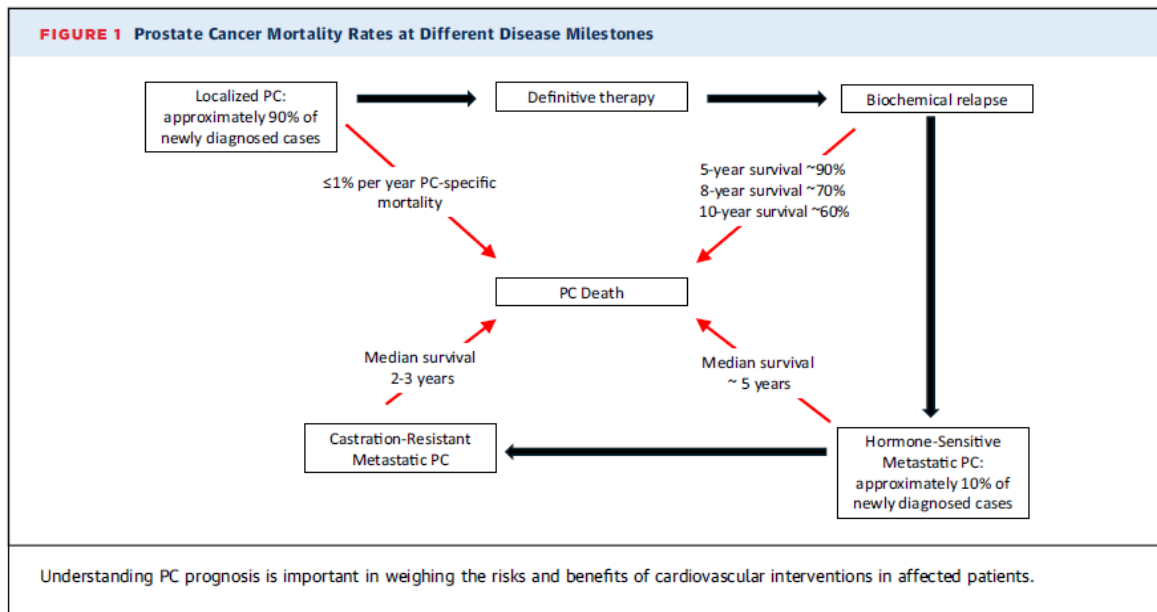 FIGURE 1 Prostate Cancer Mortality Rates at Different Disease Milestones
Localized PC:
approximately 90% of
newly diagnosed cases
Definitive therapy
Biochemical relapse
≤1% per year PC-specific
mortality
5-year survival ~90%
8-year survival ~70%
10-year survival ~60%
PC Death
Median survival
2-3 years
Median survival
~ 5 years
Castration-Resistant
Metastatic PC
Hormone-Sensitive
Metastatic PC:
approximately 10% of
newly diagnosed cases
Understanding PC prognosis is important in weighing the risks and benefits of cardiovascular interventions in affected patients.